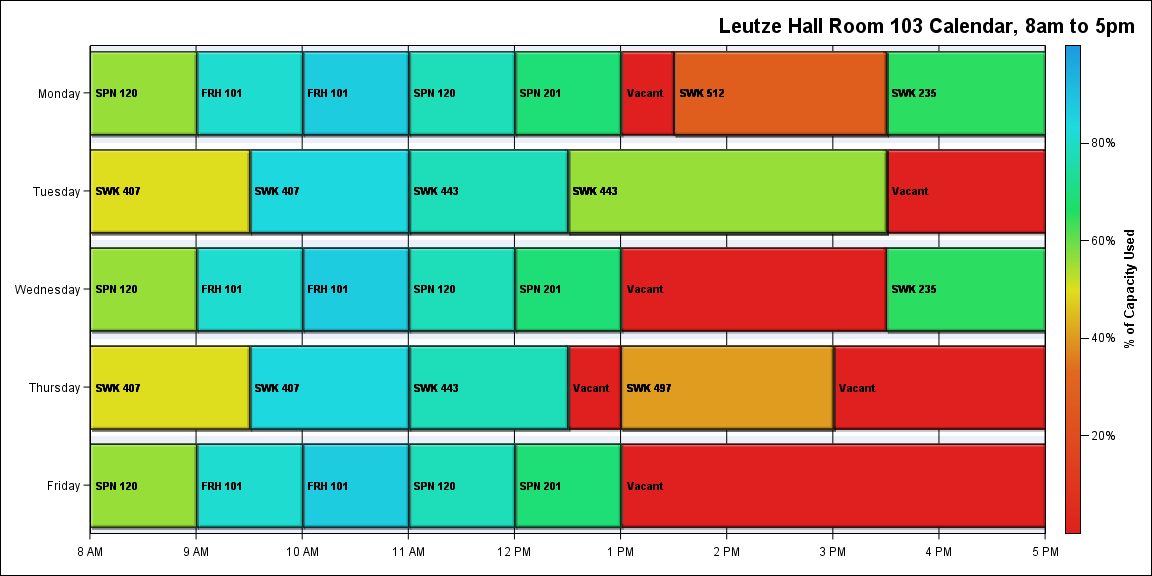 Leutze Hall Room 103 Calendar, 8am to 5pm
Monday
SPN 120
FRH 101
FRH 101
SPN 120
SPN 201
Vacant
SWK 512
SWK 235
Tuesday
SWK 407
SWK 407
SWK 443
SWK 443
Vacant
Wednesday
SPN 120
FRH 101
FRH 101
SPN 120
SPN 201
Vacant
SWK 235
Thursday
SWK 407
SWK 407
SWK 443
Vacant
SWK 497
Vacant
Friday
SPN 120
FRH 101
FRH 101
SPN 120
SPN 201
Vacant
8 AM
9 AM
10 AM
11 AM
12 PM
1 PM
2 PM
3 PM
4 PM
5 PM
80%
60%
40%
20%
% of Capacity Used